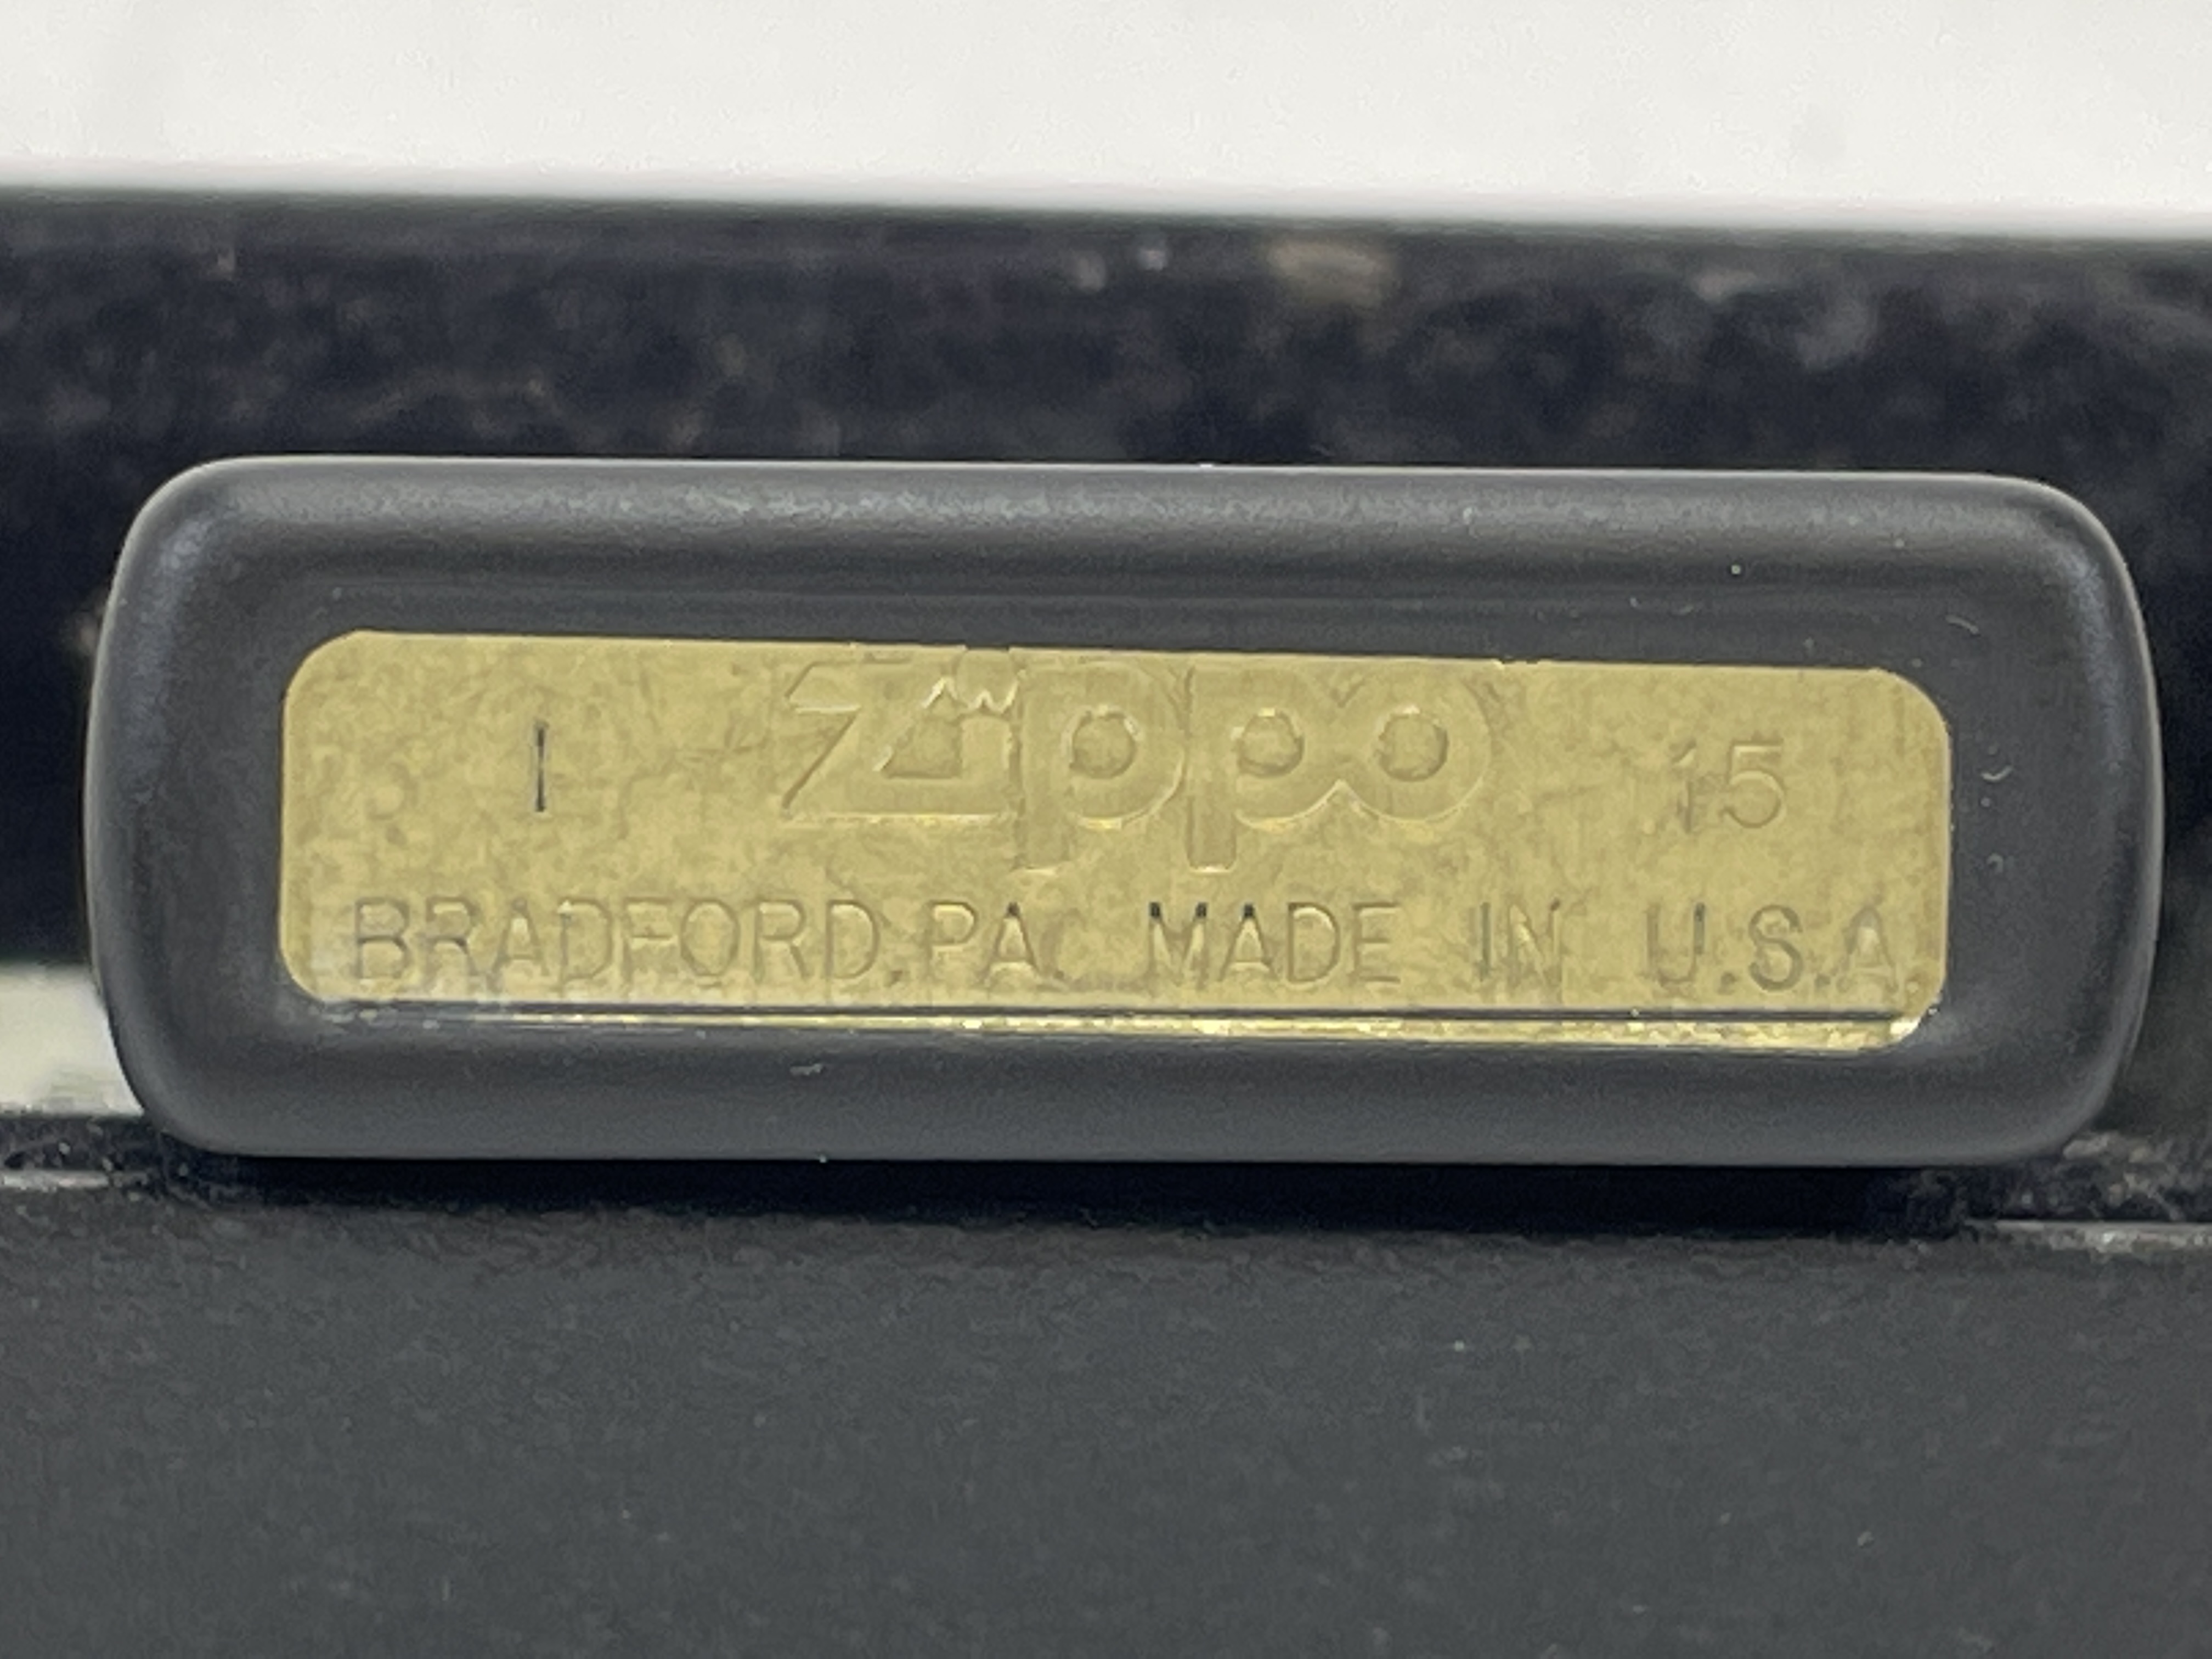 I Zippo 15
BRADFORD,PA. MADE IN U.S.A.